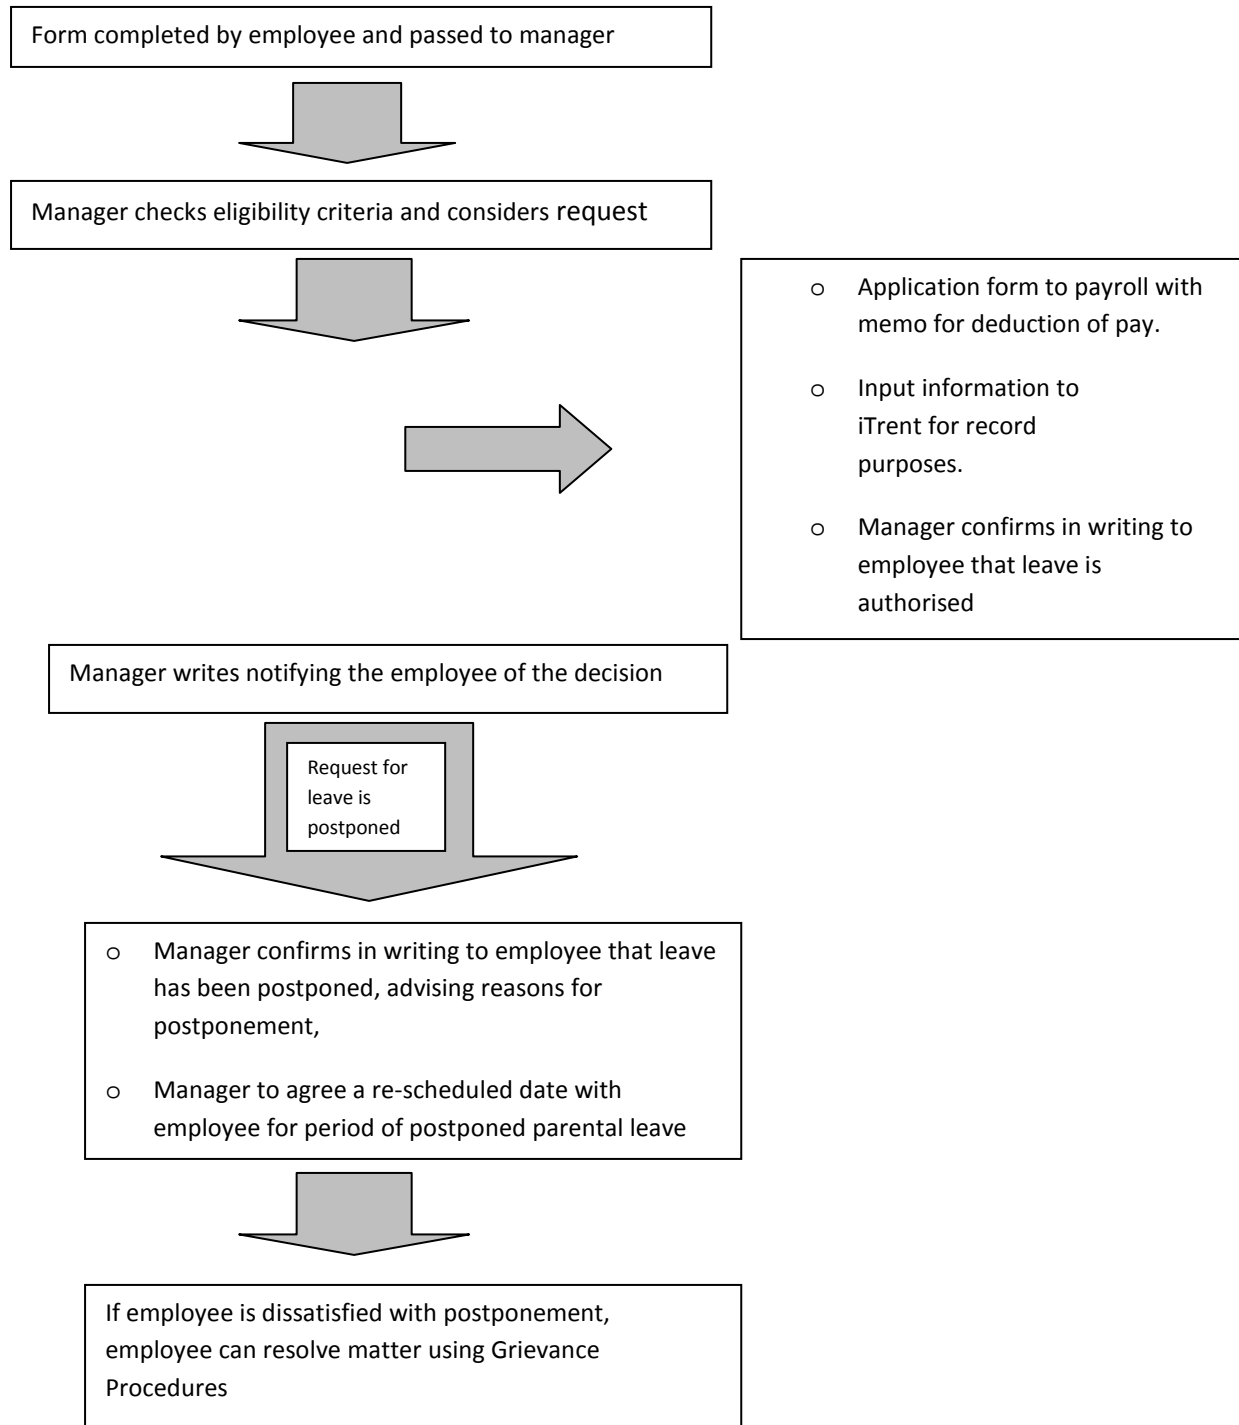 Form completed by employee and passed to manager
Manager checks eligibility criteria and considers request
o Application form to payroll with
memo for deduction of pay.
o Input information to
iTrent for record
purposes.
o Manager confirms in writing to
employee that leave is
authorised
Manager writes notifying the employee of the decision
Request for
leave is
postponed
o Manager confirms in writing to employee that leave
has been postponed, advising reasons for
postponement,
o Manager to agree a re-scheduled date with
employee for period of postponed parental leave
If employee is dissatisfied with postponement,
employee can resolve matter using Grievance
Procedures